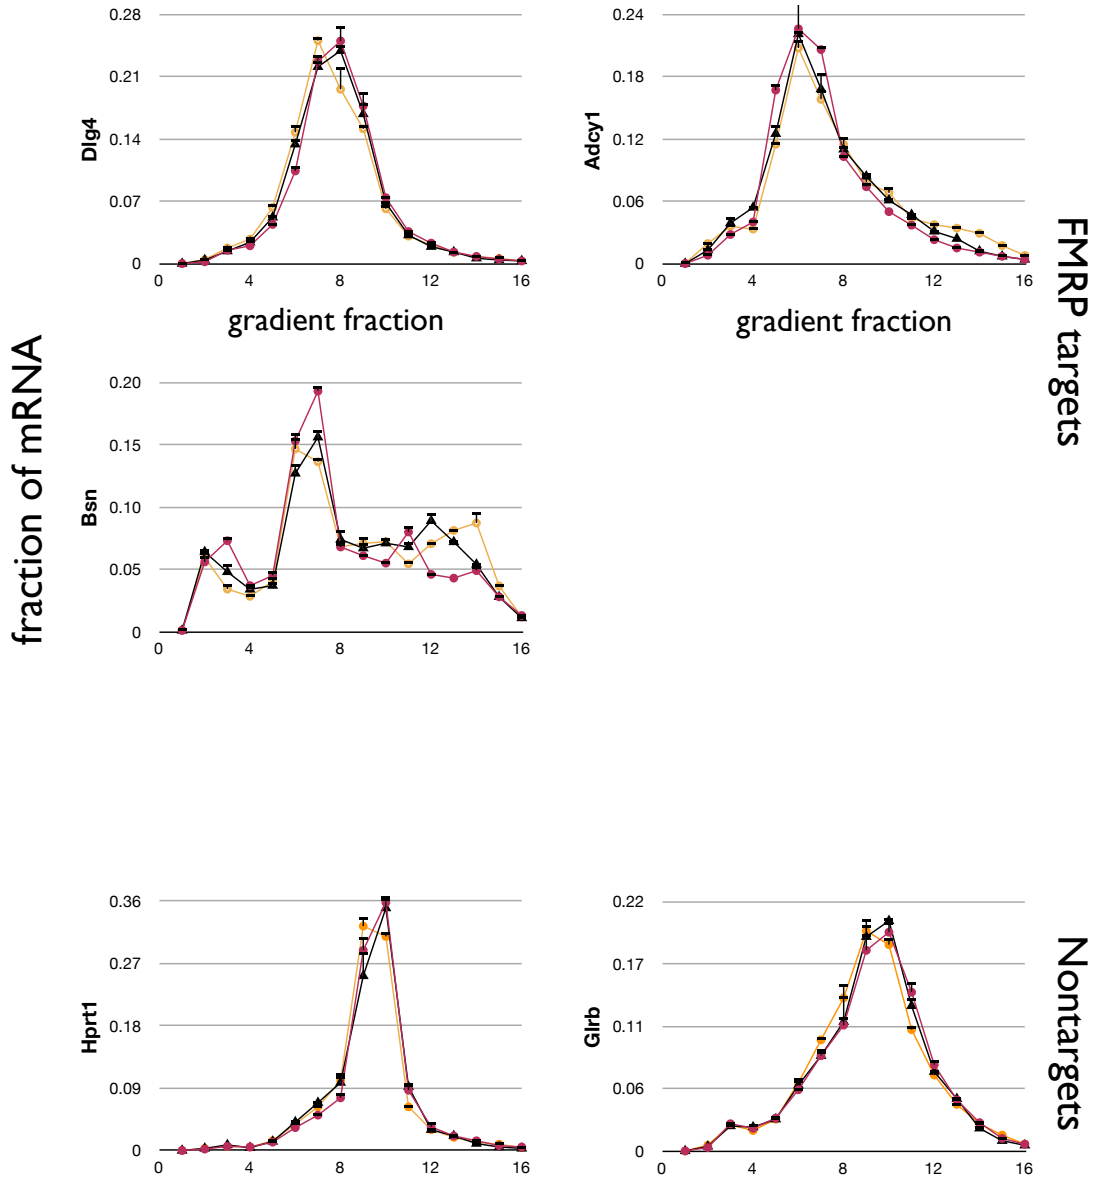 Dlg4
0.28
0.21
0.14
0.07
0
0 4 8 12 16
gradient fraction
Adcy1
0.24
0.18
0.12
0.06
0
0 4 8 12 16
gradient fraction
FMRP targets
fraction of mRNA
Bsn
0.20
0.15
0.10
0.05
0
0 4 8 12 16
Hprt1
0.36
0.27
0.18
0.09
0
0 4 8 12 16
Glrb
0.22
0.17
0.11
0.06
0
0 4 8 12 16
Nontargets